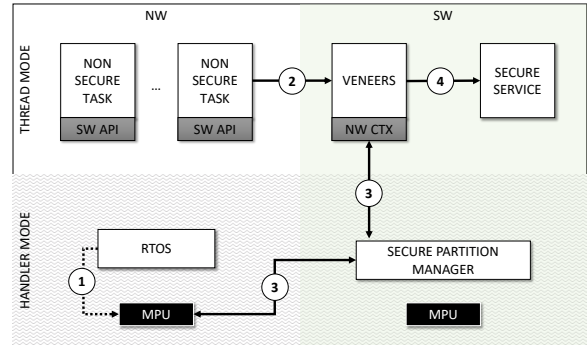 NW
SW
THREAD MODE
NON
SECURE
TASK
SW API
...
NON
SECURE
TASK
SW API
2
VENEERS
NW CTX
4
SECURE
SERVICE
3
HANDLER MODE
RTOS
1
MPU
3
SECURE PARTITION
MANAGER
MPU